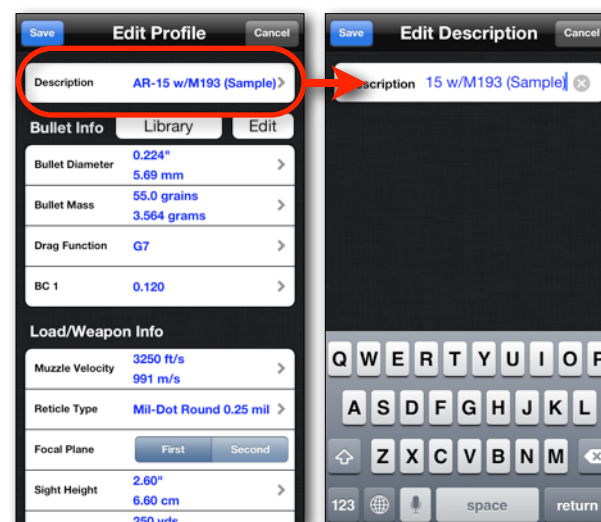 Save Edit Profile Cancel
Description AR-15 w/M193 (Sample)
Bullet Info Library Edit
Bullet Diameter 0.224"
5.69 mm
Bullet Mass 55.0 grains
3.564 grams
Drag Function G7
BC 1 0.120
Load/Weapon Info
Muzzle Velocity 3250 ft/s
991 m/s
Reticle Type Mil-Dot Round 0.25 mil
Focal Plane First Second
Sight Height 2.60"
6.60 cm
250 yds
Save Edit Description Cancel
scription 15 w/M193 (Sample)
Q W E R T Y U I O P
A S D F G H J K L
Z X C V B N M
123 space return